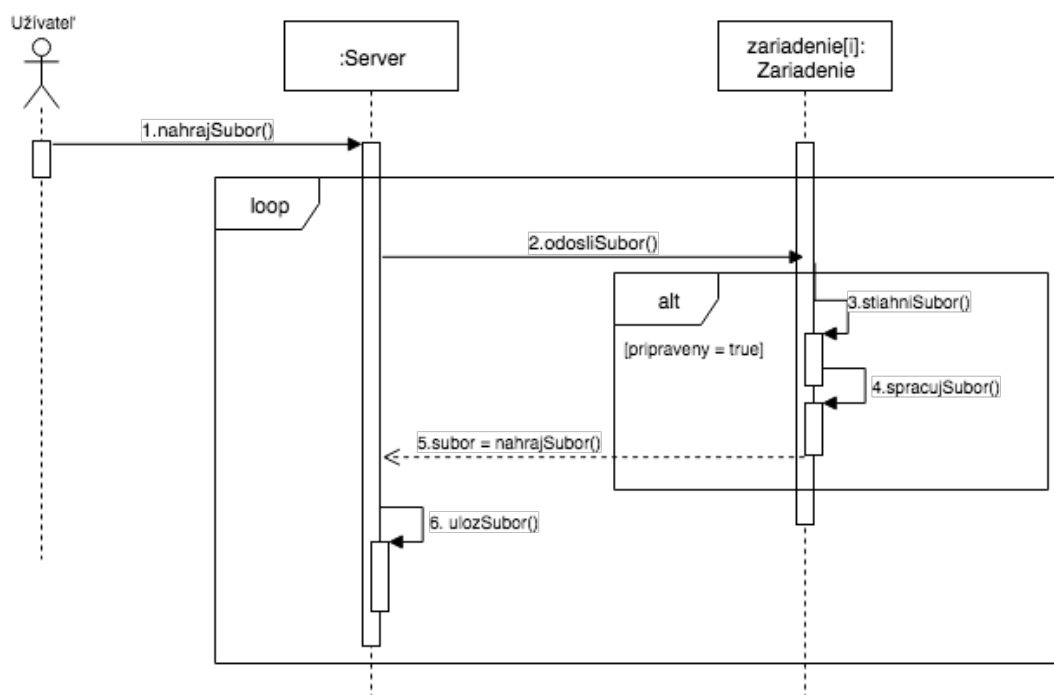 Užívateľ
:Server
zariadenie[i]:
Zariadenie
1.nahrajSubor()
loop
2.odosliSubor()
alt
3.stiahniSubor()
[pripraveny = true]
4.spracujSubor()
5.subor = nahrajSubor()
6. ulozSubor()